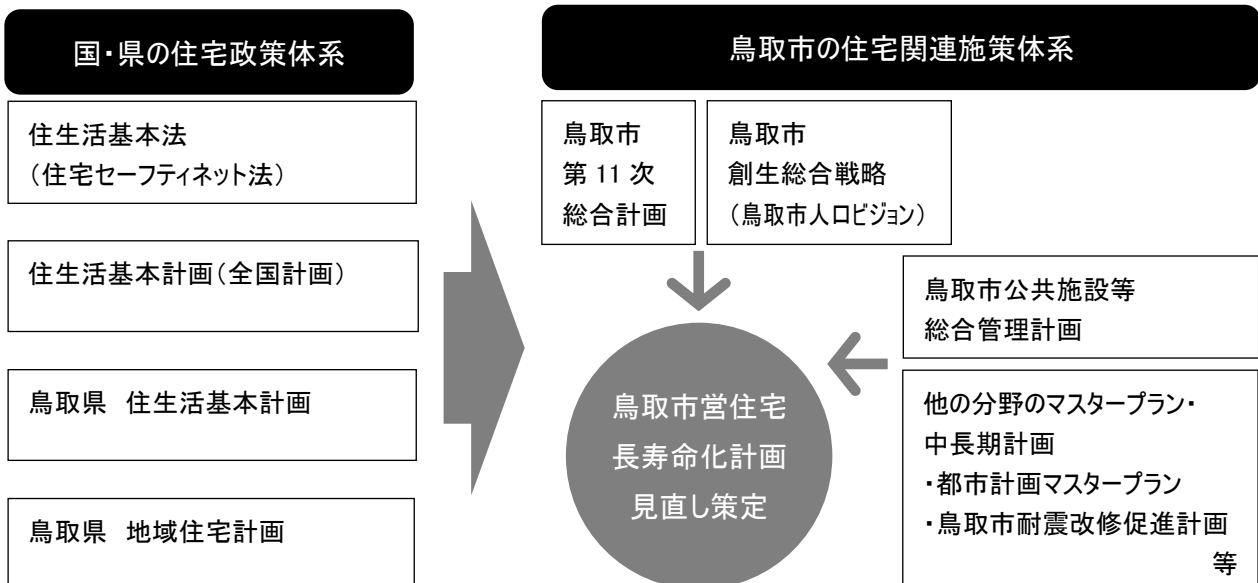 国・県の住宅政策体系
住生活基本法
（住宅セーフティネット法）
住生活基本計画（全国計画）
鳥取県　住生活基本計画
鳥取県　地域住宅計画
鳥取市の住宅関連施策体系
鳥取市
第 11 次
総合計画
鳥取市
創生総合戦略
（鳥取市人口ビジョン）
鳥取市公共施設等
総合管理計画
鳥取市営住宅
長寿命化計画
見直し策定
他の分野のマスタープラン・
中長期計画
・都市計画マスタープラン
・鳥取市耐震改修促進計画
等